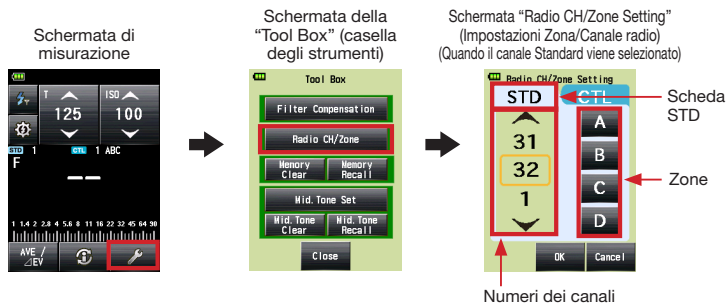 Schermata di
misurazione
T
125
ISO
100
STD 1 CTL 1 ABC
F
1 1.4 2 2.8 4 5.6 8 11 16 22 32 45 64 90
AVE /
⊿EV
Schermata della
“Tool Box” (casella
degli strumenti)
Tool Box
Filter Compensation
Radio CH/Zone
Memory Clear
Memory Recall
Mid. Tone Set
Mid. Tone Clear
Mid. Tone Recall
Close
Schermata “Radio CH/Zone Setting”
(Impostazioni Zona/Canale radio)
(Quando il canale Standard viene selezionato)
Radio CH/Zone Setting
STD
CTL
31
32
1
A
B
C
D
OK
Cancel
Scheda
STD
Zone
Numeri dei canali